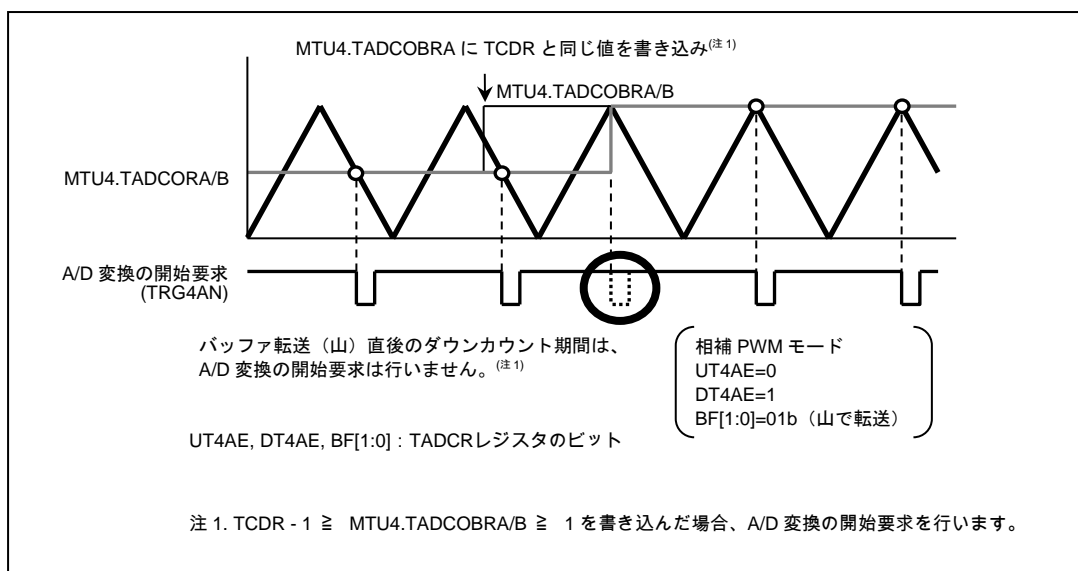 MTU4.TADCOBRA に TCDR と同じ値を書き込み(注 1)
MTU4.TADCOBRA/B
MTU4.TADCORA/B
A/D 変換の開始要求
(TRG4AN)
バッファ転送（山）直後のダウンカウント期間は、
A/D 変換の開始要求は行いません。(注 1)
相補 PWM モード
UT4AE=0
DT4AE=1
BF[1:0]=01b（山で転送）
UT4AE, DT4AE, BF[1:0] : TADCRレジスタのビット
注 1. TCDR - 1 ≧ MTU4.TADCOBRA/B ≧ 1 を書き込んだ場合、A/D 変換の開始要求を行います。